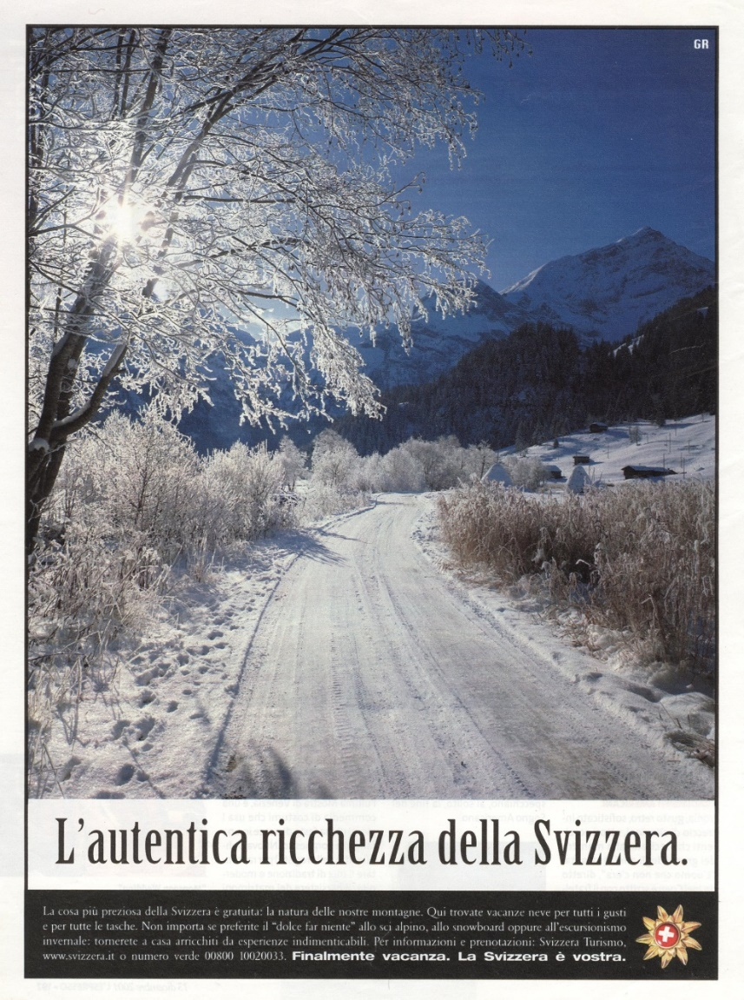 GR
L'autentica ricchezza della Svizzera.
La cosa più preziosa della Svizzera è gratuita: la natura delle nostre montagne. Qui trovate vacanze neve per tutti i gusti
e per tutte le tasche. Non importa se preferite il "dolce far niente" allo sci alpino, allo snowboard oppure all'escursionismo
invernale: tornerete a casa arricchiti da esperienze indimenticabili. Per informazioni e prenotazioni: Svizzera Turismo,
www.svizzera.it o numero verde 00800 10020033. Finalmente vacanza. La Svizzera è vostra.